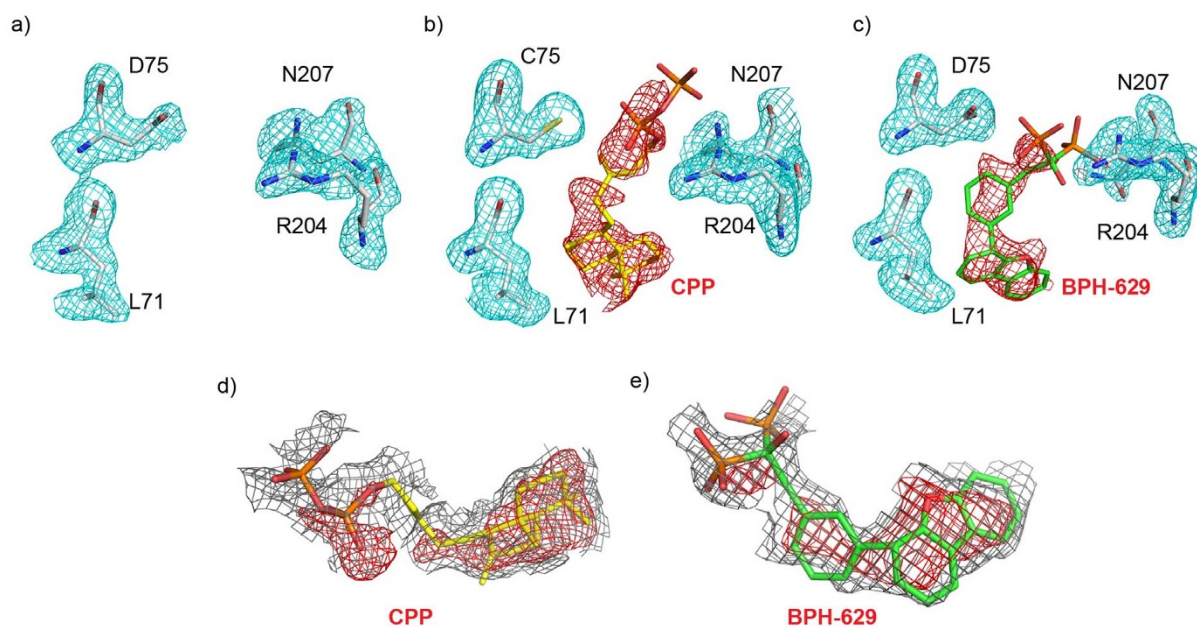 a)
D75
N207
R204
L71
b)
C75
N207
R204
CPP
L71
c)
D75
N207
R204
BPH-629
L71
d)
CPP
e)
BPH-629